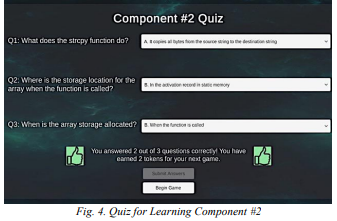 Component #2 Quiz
Q1: What does the strcpy function do?
A. It copies all bytes from the source string to the destination string
Q2: Where is the storage location for the
array when the function is called?
B. In the activation record in static memory
Q3: When is the array storage allocated?
B. When the function is called
You answered 2 out of 3 questions correctly! You have
earned 2 tokens for your next game.
Submit Answers
Begin Game
Fig. 4. Quiz for Learning Component #2